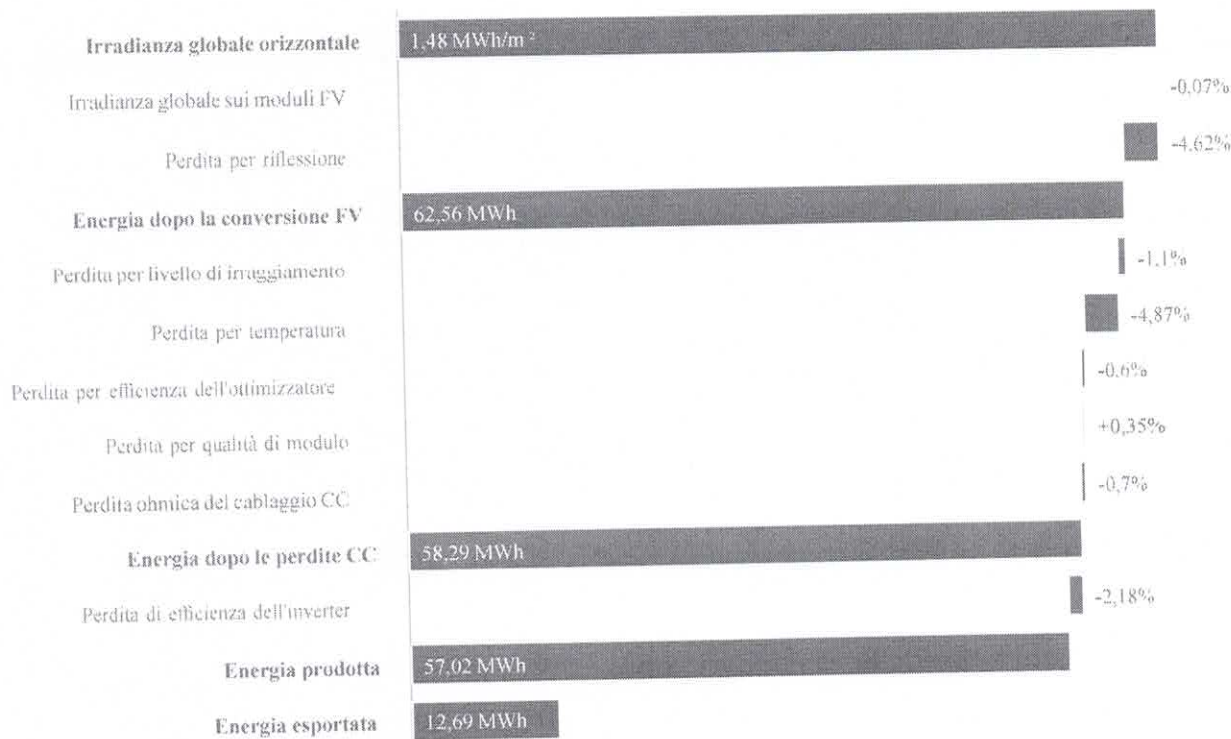 Irradianza globale orizzontale 1,48 MWh/m²
Irradianza globale sui moduli FV -0,07%
Perdita per riflessione -4,62%
Energia dopo la conversione FV 62,56 MWh
Perdita per livello di irraggiamento -1,1%
Perdita per temperatura -4,87%
Perdita per efficienza dell'ottimizzatore -0,6%
Perdita per qualità di modulo +0,35%
Perdita ohmica del cablaggio CC -0,7%
Energia dopo le perdite CC 58,29 MWh
Perdita di efficienza dell'inverter -2,18%
Energia prodotta 57,02 MWh
Energia esportata 12,69 MWh